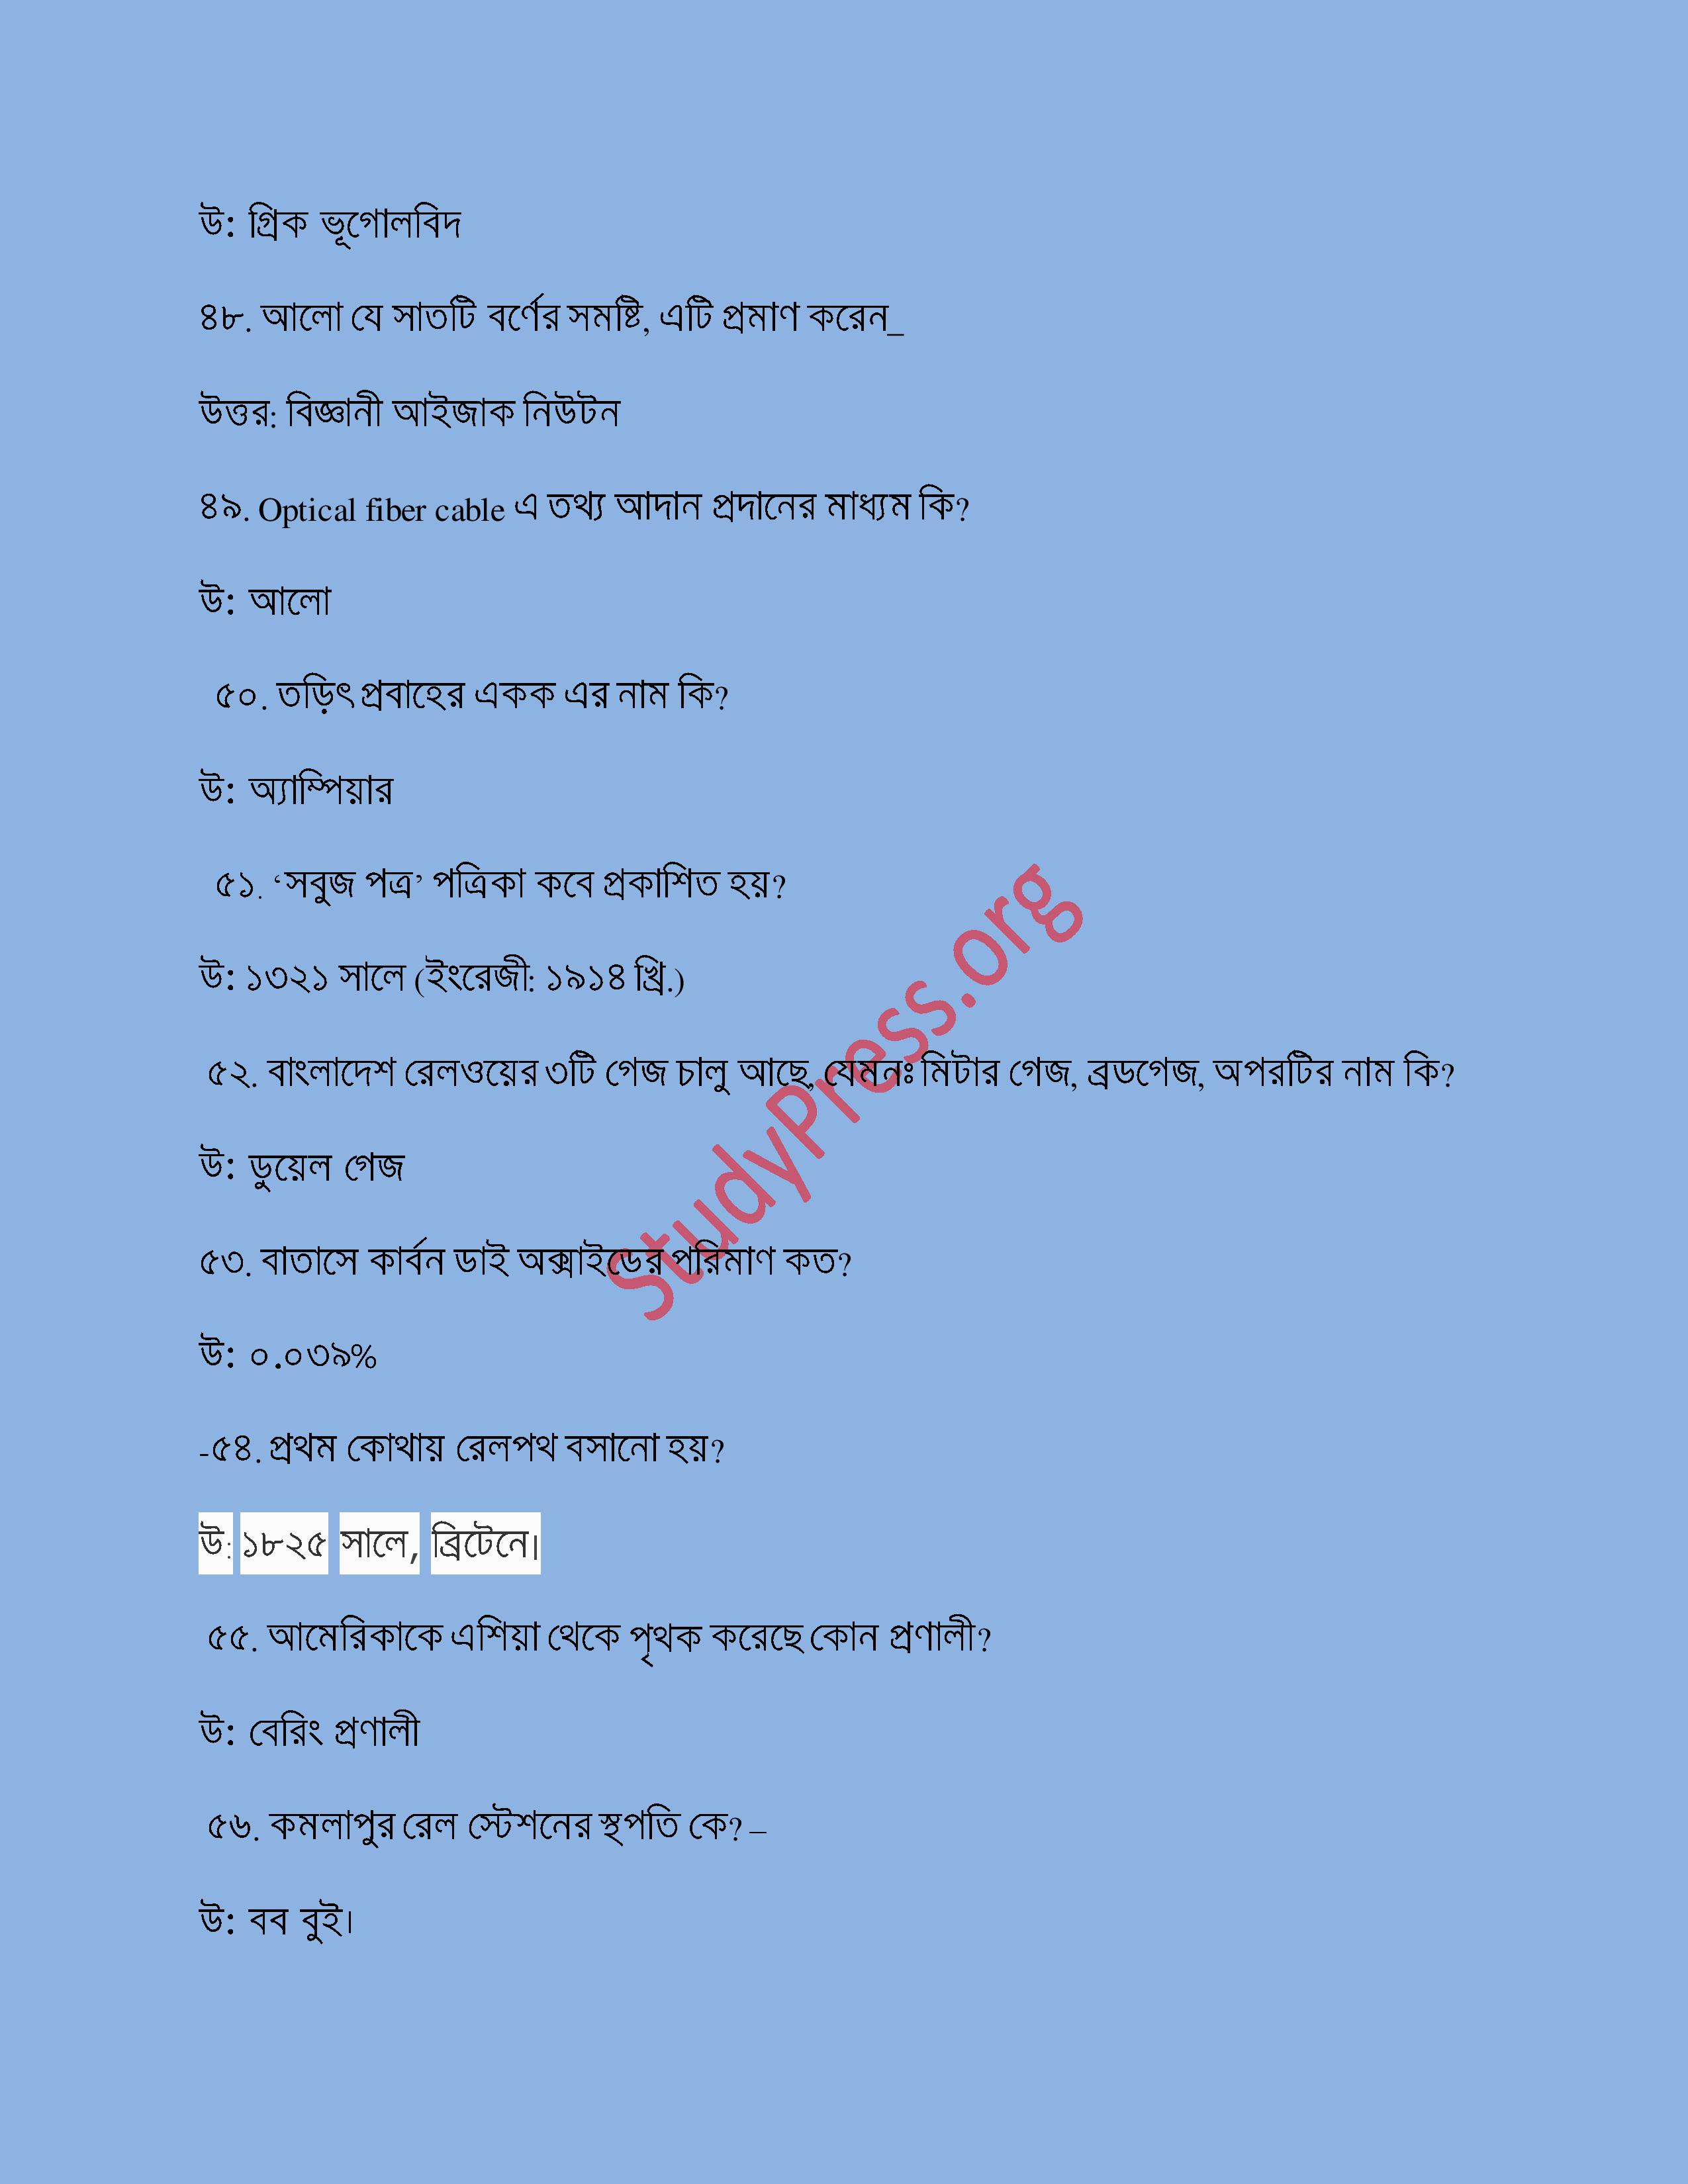 উ: গ্রিক ভূগোলবিদ
৪৮. আলো যে সাতটি বর্ণের সমষ্টি, এটি প্রমাণ করেন_
উত্তর: বিজ্ঞানী আইজাক নিউটন
৪৯. Optical fiber cable এ তথ্য আদান প্রদানের মাধ্যম কি?
উ: আলো
৫০. তড়িৎ প্রবাহের একক এর নাম কি?
উ: অ্যাম্পিয়ার
৫১. ‘সবুজ পত্র’ পত্রিকা কবে প্রকাশিত হয়?
উ: ১৩২১ সালে (ইংরেজী: ১৯১৪ খ্রি.)
৫২. বাংলাদেশ রেলওয়ের ৩টি গেজ চালু আছে, যেমনঃ মিটার গেজ, ব্রডগেজ, অপরটির নাম কি?
উ: ডুয়েল গেজ
৫৩. বাতাসে কার্বন ডাই অক্সাইডের পরিমাণ কত?
উ: ০.০৩৯%
-৫৪. প্রথম কোথায় রেলপথ বসানো হয়?
উ: ১৮২৫ সালে, ব্রিটেনে।
৫৫. আমেরিকাকে এশিয়া থেকে পৃথক করেছে কোন প্রণালী?
উ: বেরিং প্রণালী
৫৬. কমলাপুর রেল স্টেশনের স্থপতি কে? –
উ: বব বুই।
StudyPress.org